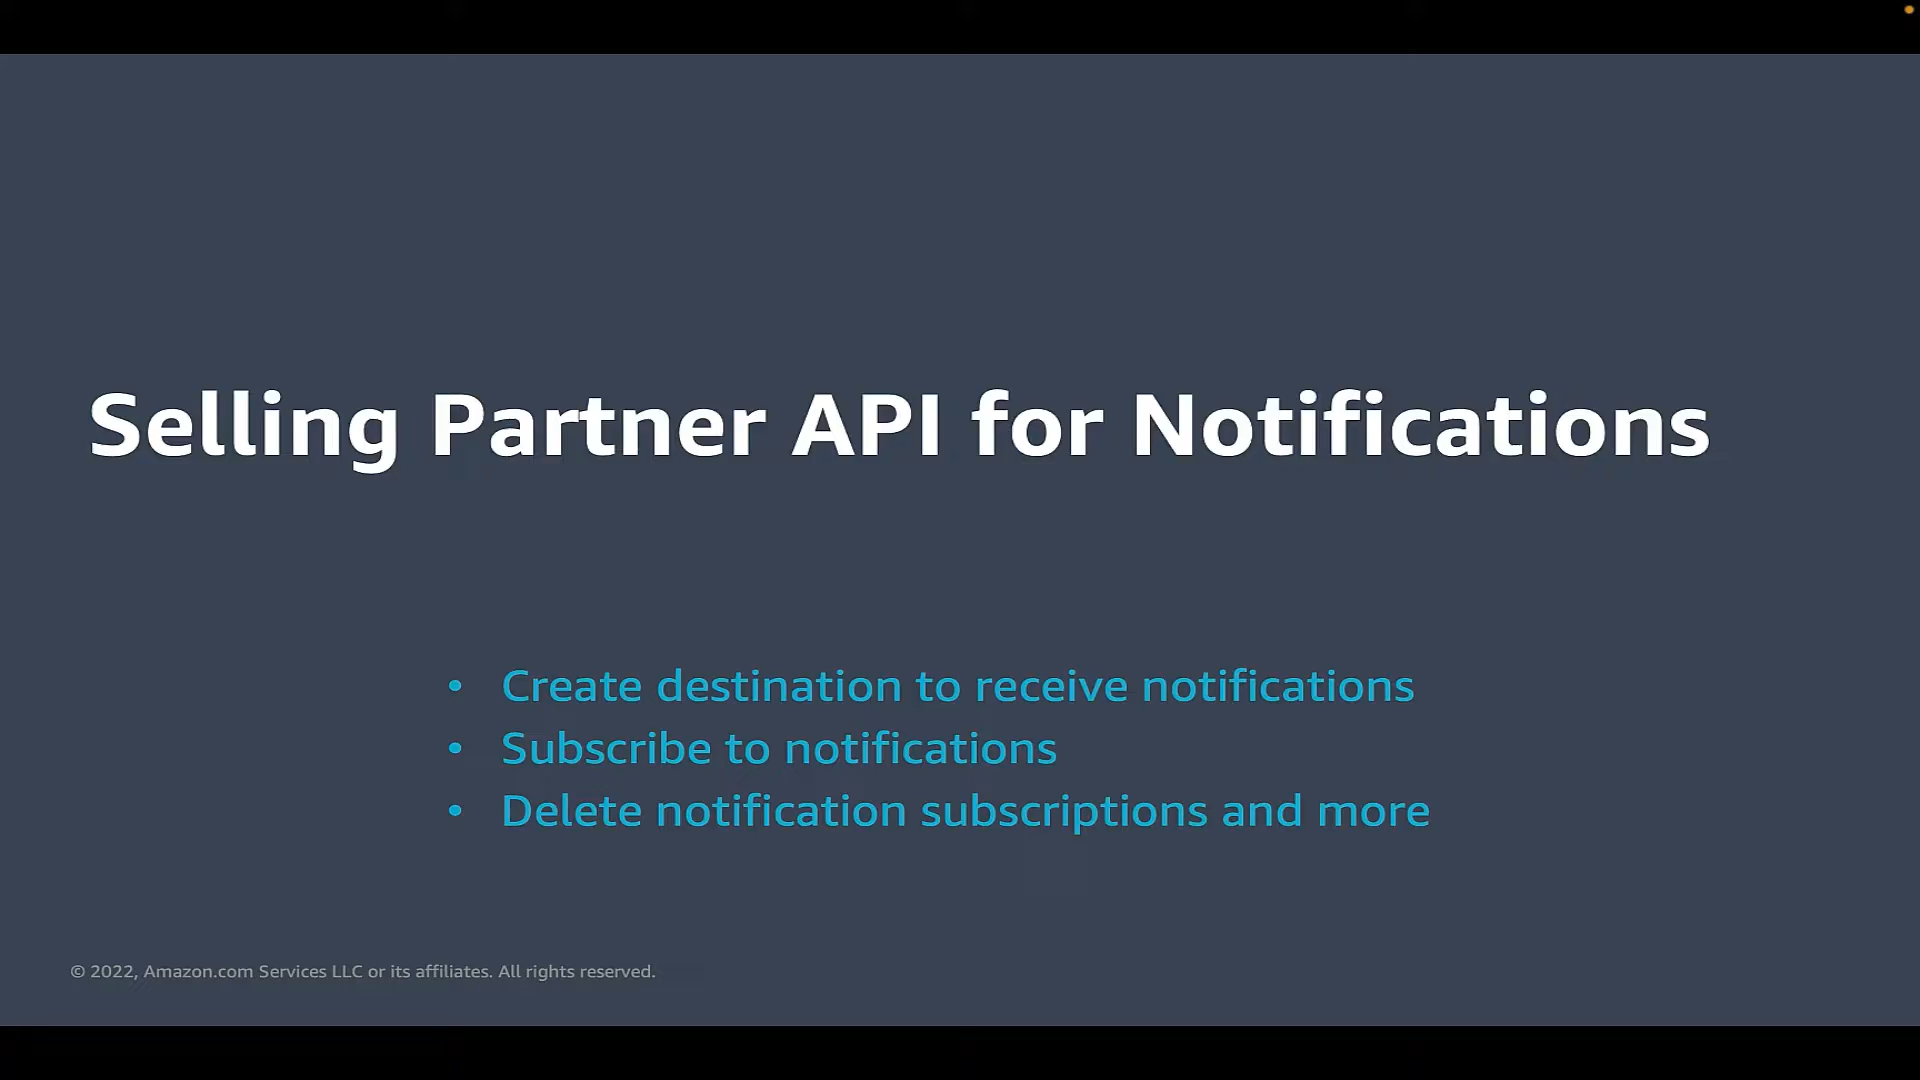 Selling Partner API for Notifications
• Create destination to receive notifications
• Subscribe to notifications
• Delete notification subscriptions and more
© 2022, Amazon.com Services LLC or its affiliates. All rights reserved.